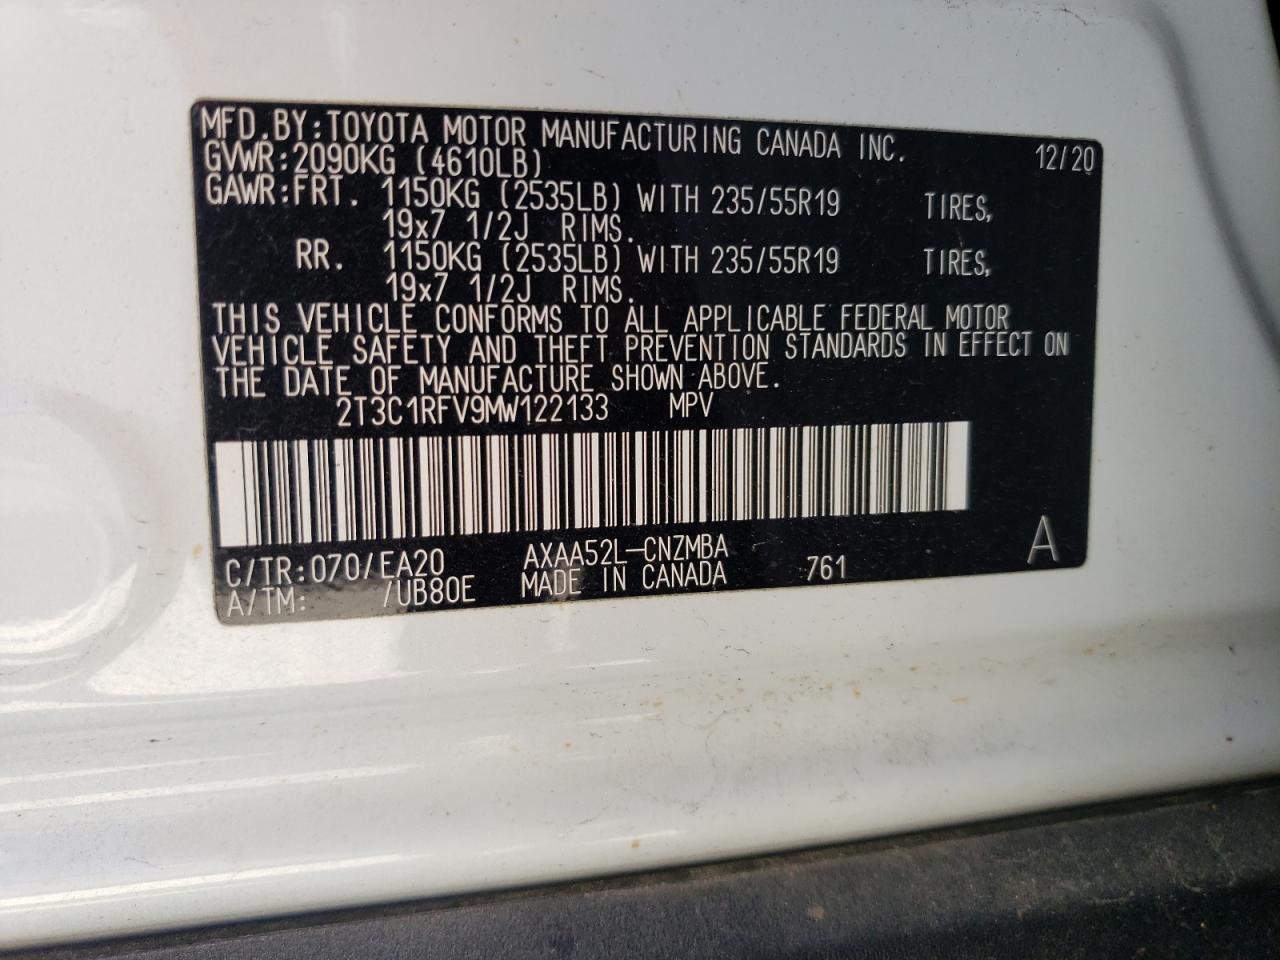 MFD.BY:TOYOTA MOTOR MANUFACTURING CANADA INC. 12/20
GVWR:2090KG (4610LB)
GAWR:FRT. 1150KG (2535LB) WITH 235/55R19 TIRES,
19x7 1/2J RIMS.
RR. 1150KG (2535LB) WITH 235/55R19 TIRES,
19x7 1/2J RIMS.
THIS VEHICLE CONFORMS TO ALL APPLICABLE FEDERAL MOTOR
VEHICLE SAFETY AND THEFT PREVENTION STANDARDS IN EFFECT ON
THE DATE OF MANUFACTURE SHOWN ABOVE.
2T3C1RFV9MW122133 MPV
C/TR:070/EA20 AXAA52L-CNZMBA A
A/TM: /UB80E MADE IN CANADA 761